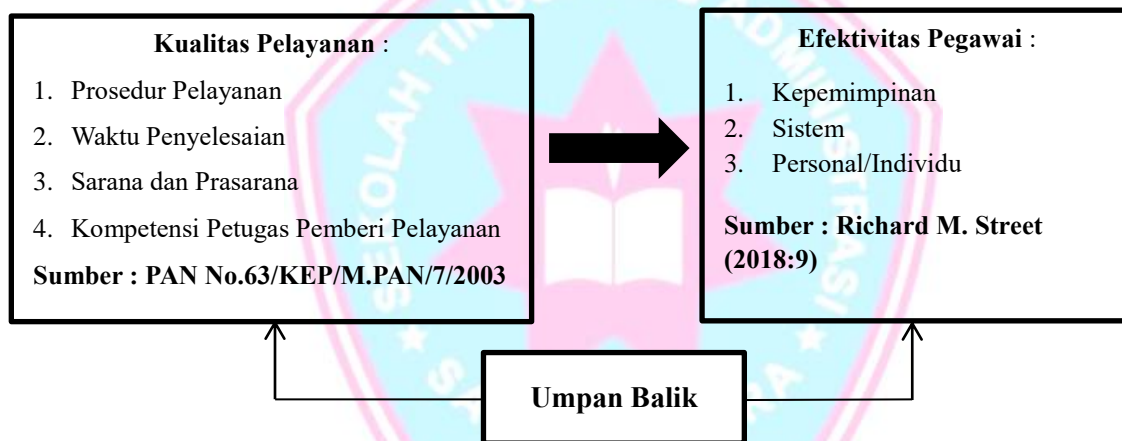 Kualitas Pelayanan :
1. Prosedur Pelayanan
2. Waktu Penyelesaian
3. Sarana dan Prasarana
4. Kompetensi Petugas Pemberi Pelayanan
Sumber : PAN No.63/KEP/M.PAN/7/2003
Efektivitas Pegawai :
1. Kepemimpinan
2. Sistem
3. Personal/Individu
Sumber : Richard M. Street
(2018:9)
Umpan Balik
SEKOLAH